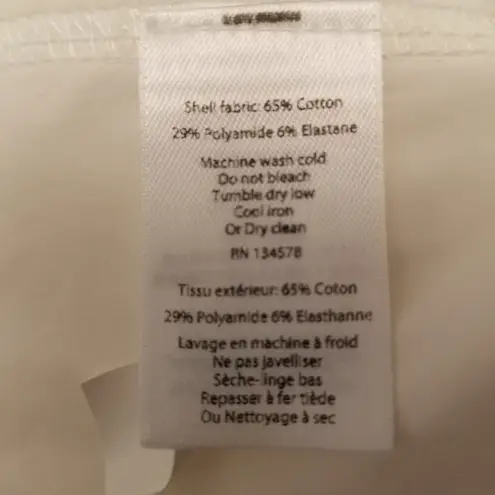 Shell fabric: 65% Cotton
29% Polyamide 6% Elastane
Machine wash cold
Do not bleach
Tumble dry low
Cool iron
Or Dry clean
RN 134578
Tissu extérieur: 65% Coton
29% Polyamide 6% Elasthanne
Lavage en machine à froid
Ne pas javelliser
Sèche-linge bas
Repasser à fer tiède
Ou Nettoyage à sec